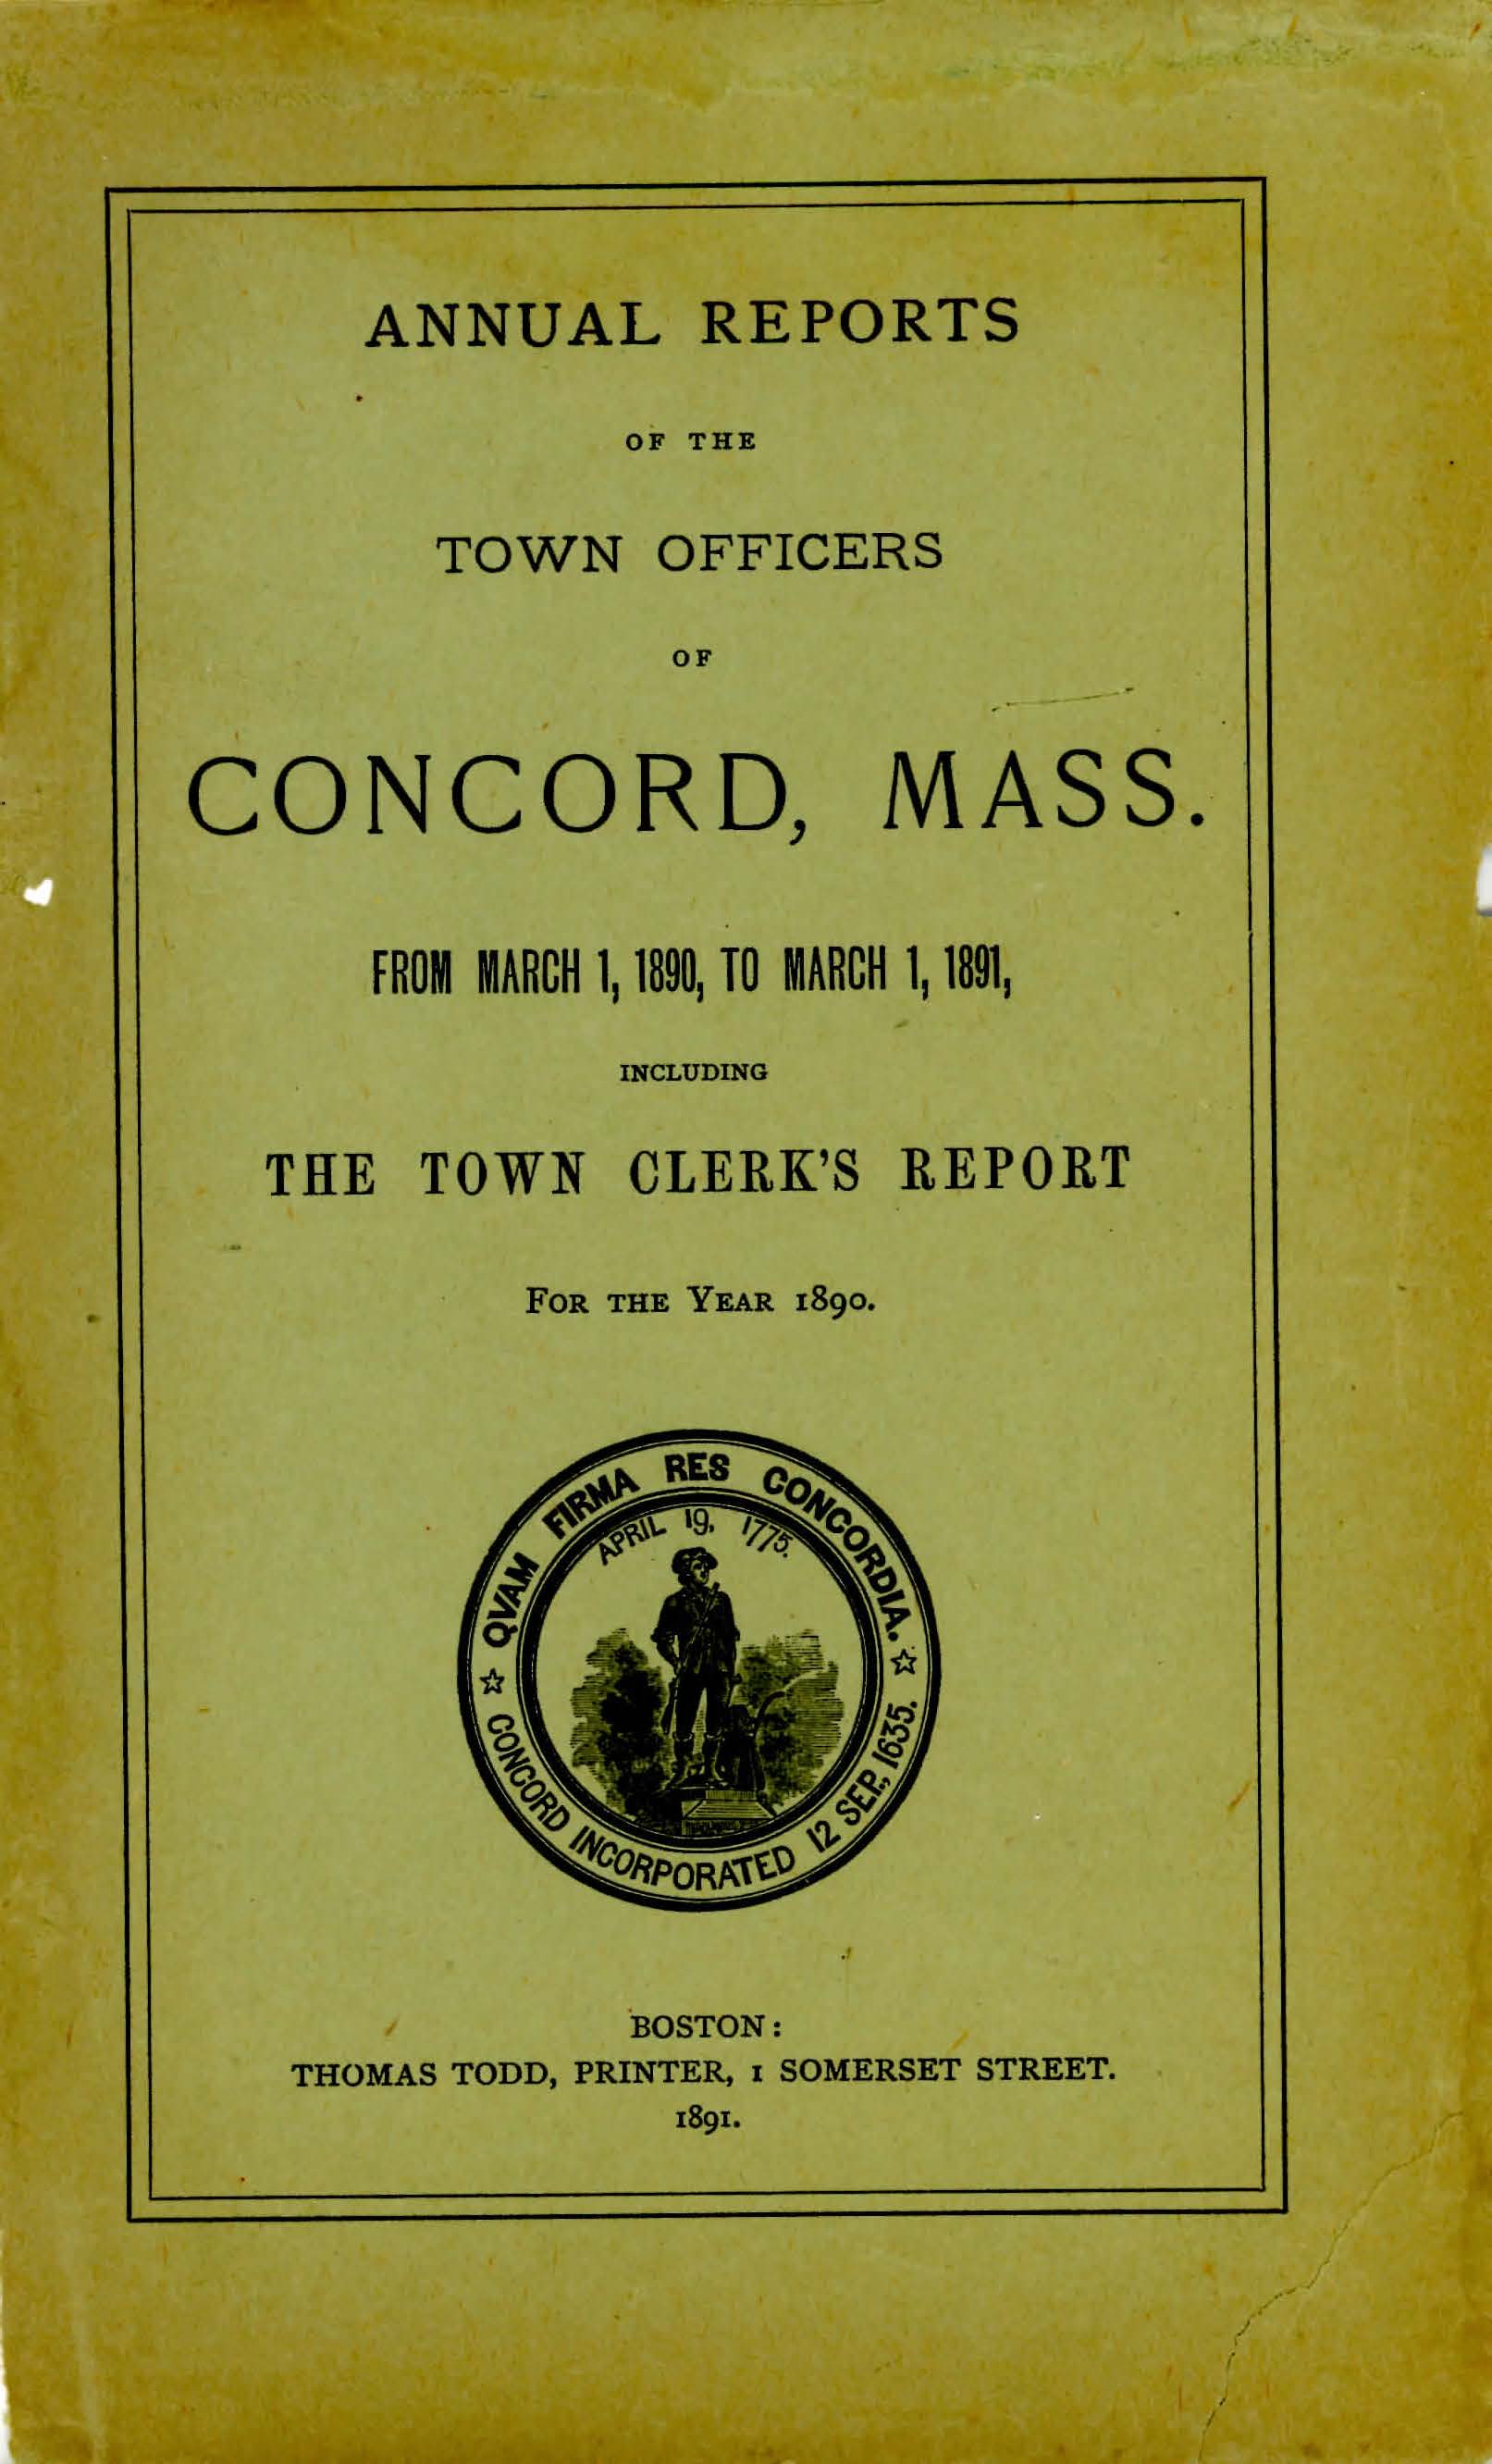 ANNUAL REPORTS
OF THE
TOWN OFFICERS
OF
CONCORD, MASS.
FROM MARCH 1, 1890, TO MARCH 1, 1891,
INCLUDING
THE TOWN CLERK'S REPORT
FOR THE YEAR 1890.
QVAM FIRMA RES CONCORDIA.
APRIL 19, 1775.
CONCORD INCORPORATED 12 SEP., 1635.
BOSTON:
THOMAS TODD, PRINTER, 1 SOMERSET STREET.
1891.